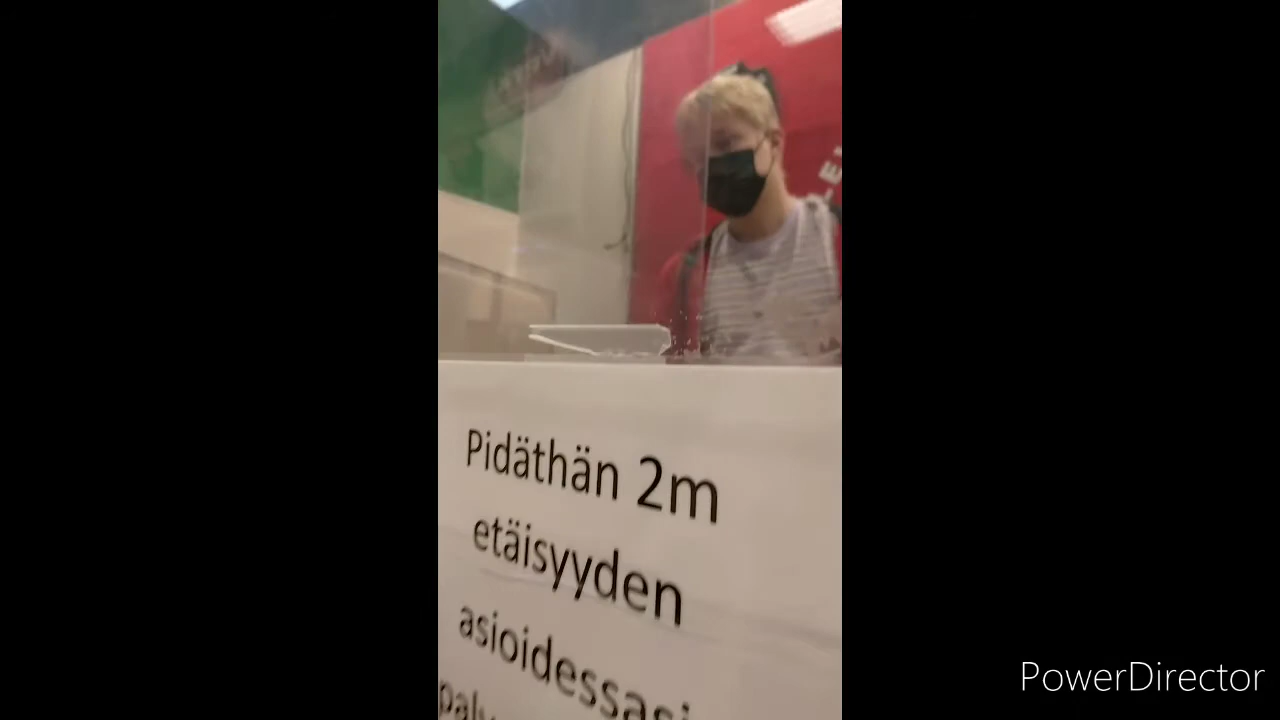 Pidäthän 2m
etäisyyden
asioidessasi
PowerDirector